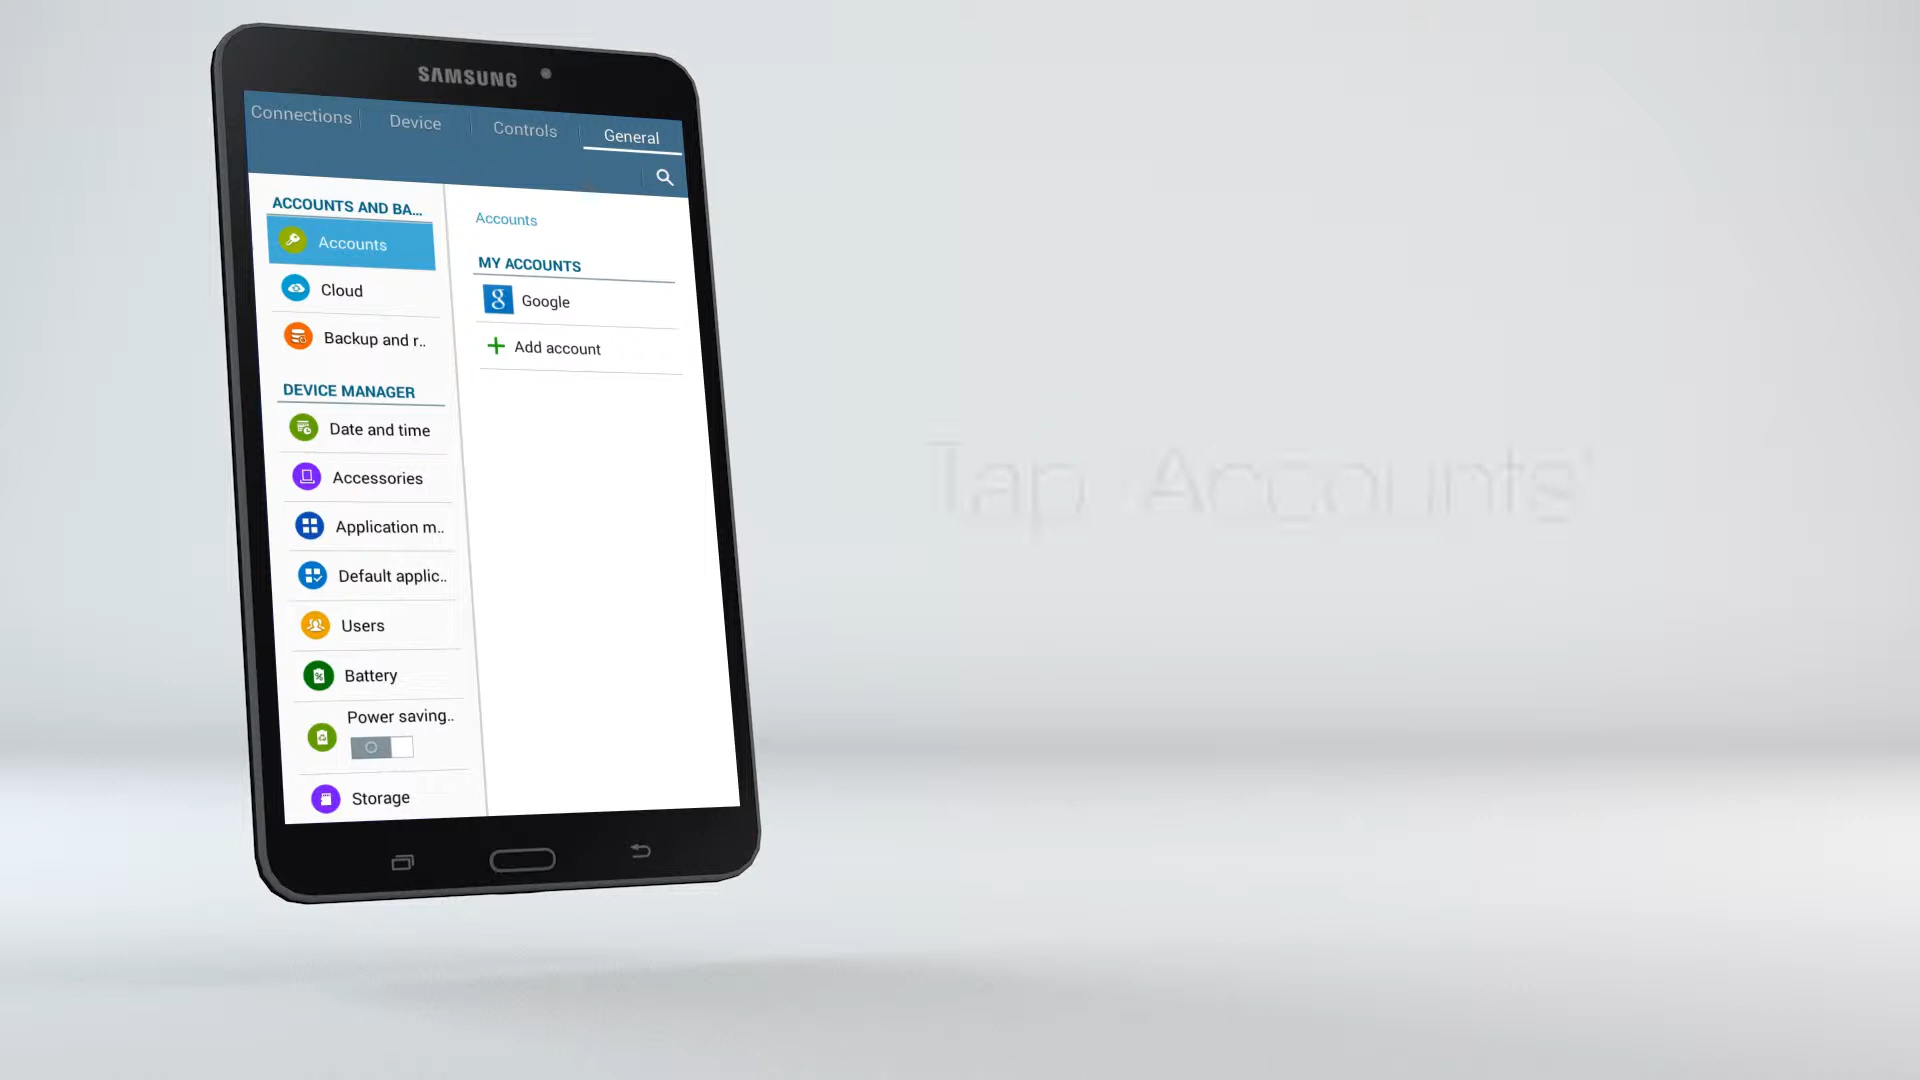 SAMSUNG
Connections
Device
Controls
General
ACCOUNTS AND BA...
Accounts
Cloud
Backup and r..
DEVICE MANAGER
Date and time
Accessories
Application m..
Default applic..
Users
Battery
Power saving..
Storage
Accounts
MY ACCOUNTS
Google
Add account
Tap 'Accounts'